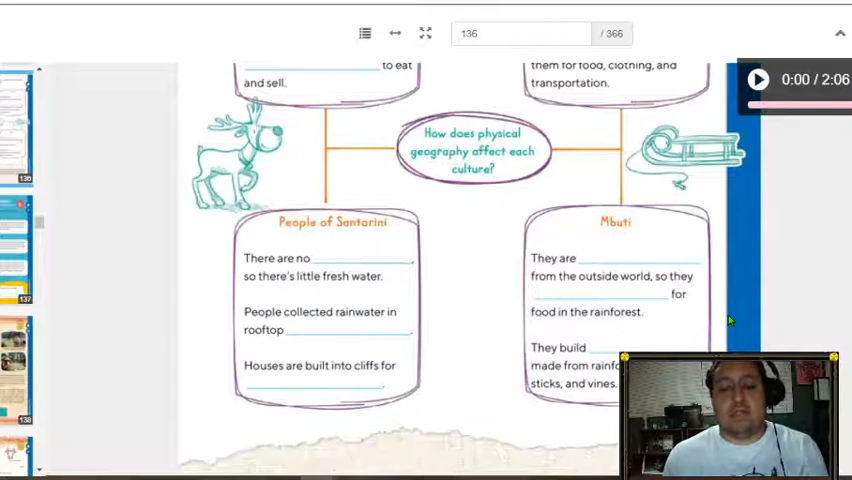 136 / 366
0:00 / 2:06
to eat
and sell.
them for food, clothing, and
transportation.
How does physical
geography affect each
culture?
136
People of Santorini
There are no ,
so there's little fresh water.
People collected rainwater in
rooftop .
Houses are built into cliffs for
.
Mbuti
They are
from the outside world, so they
for
food in the rainforest.
They build
made from
sticks, and vines.
137
138